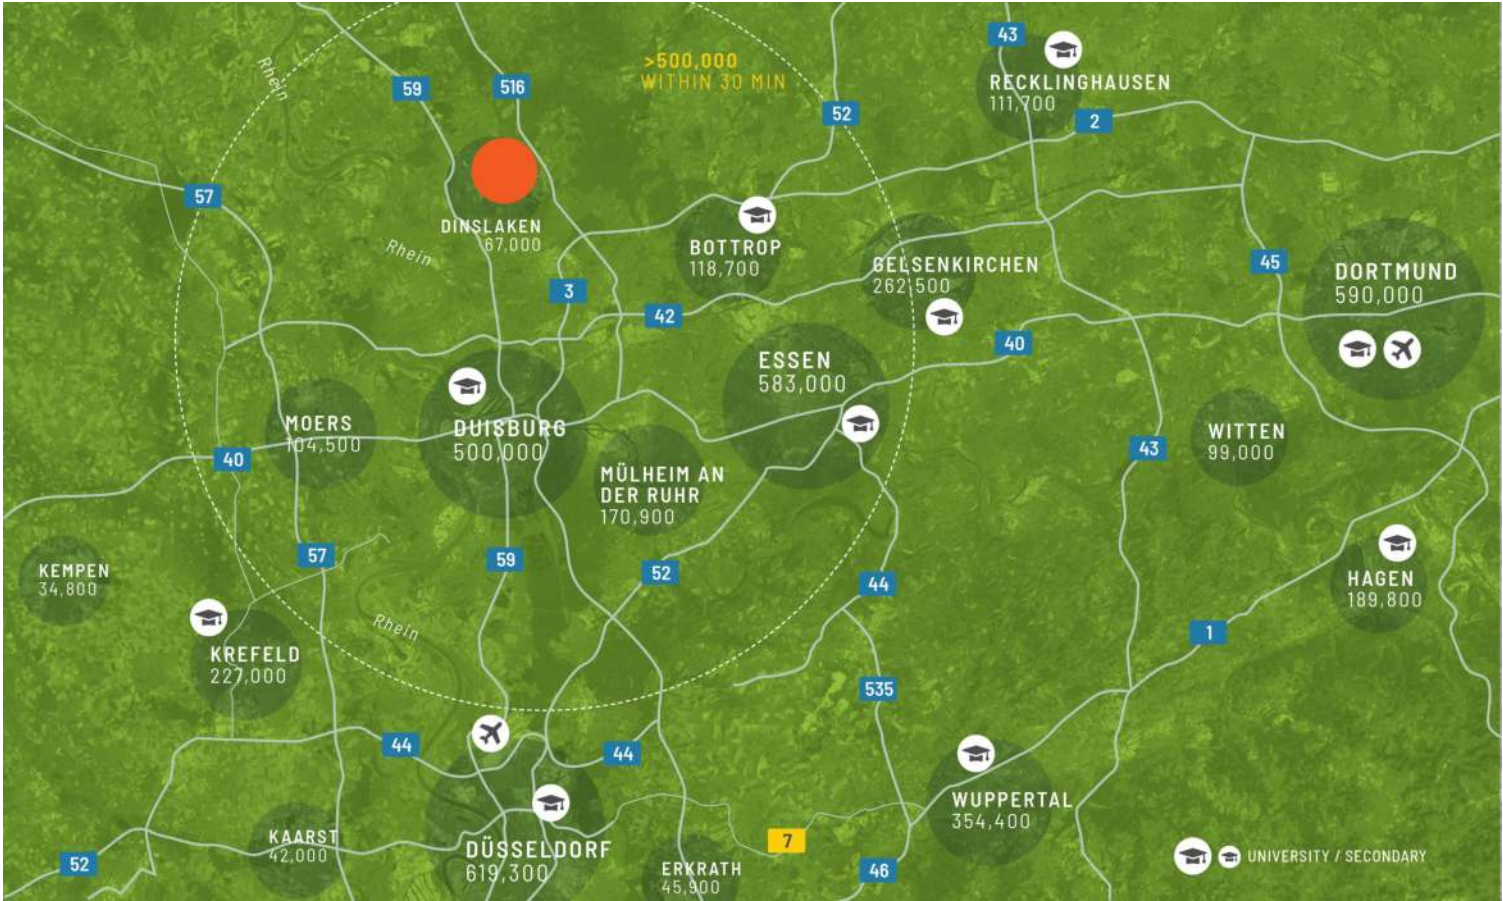 43
RECKLINGHAUSEN
111,700
>500,000
WITHIN 30 MIN
Rhein
59
516
52
2
57
DINSLAKEN
67,000
Rhein
BOTTROP
118,700
GELSENKIRCHEN
262,500
45
DORTMUND
590,000
3
42
40
ESSEN
583,000
MOERS
104,500
DUISBURG
500,000
40
MÜLHEIM AN
DER RUHR
170,900
43
WITTEN
99,000
KEMPEN
34,800
57
59
52
44
HAGEN
189,800
Rhein
1
KREFELD
227,000
535
44
44
WUPPERTAL
354,400
KAARST
42,000
DÜSSELDORF
619,300
7
52
ERKRATH
45,900
46
UNIVERSITY / SECONDARY